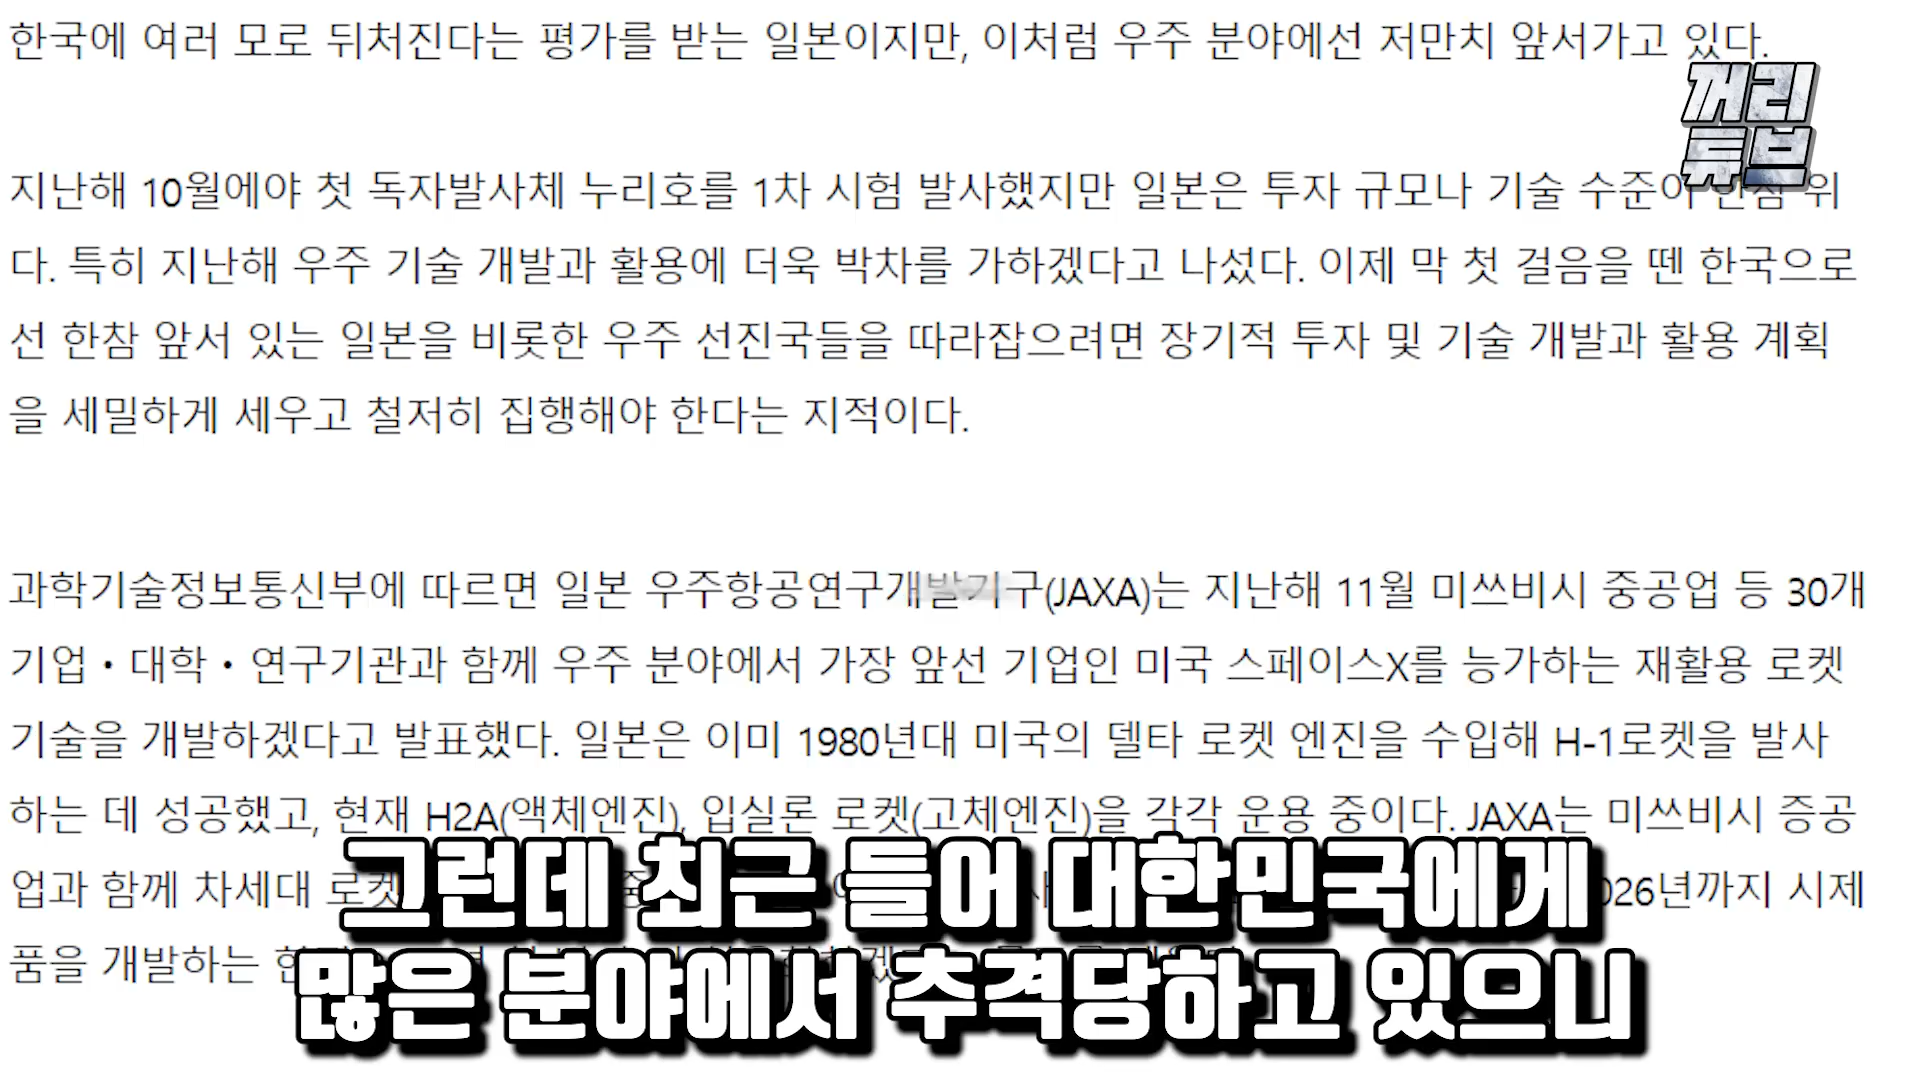 한국에 여러 모로 뒤처진다는 평가를 받는 일본이지만, 이처럼 우주 분야에선 저만치 앞서가고 있다.
꺼리
튜브
지난해 10월에야 첫 독자발사체 누리호를 1차 시험 발사했지만 일본은 투자 규모나 기술 수준이 위
다. 특히 지난해 우주 기술 개발과 활용에 더욱 박차를 가하겠다고 나섰다. 이제 막 첫 걸음을 뗀 한국으로
선 한참 앞서 있는 일본을 비롯한 우주 선진국들을 따라잡으려면 장기적 투자 및 기술 개발과 활용 계획
을 세밀하게 세우고 철저히 집행해야 한다는 지적이다.
과학기술정보통신부에 따르면 일본 우주항공연구개발기구(JAXA)는 지난해 11월 미쓰비시 중공업 등 30개
기업·대학·연구기관과 함께 우주 분야에서 가장 앞선 기업인 미국 스페이스X를 능가하는 재활용 로켓
기술을 개발하겠다고 발표했다. 일본은 이미 1980년대 미국의 델타 로켓 엔진을 수입해 H-1로켓을 발사
하는 데 성공했고, 현재 H2A(액체엔진), 입실론 로켓(고체엔진)을 각각 운용 중이다. JAXA는 미쓰비시 증공
업과 함께 차세대 로켓 2026년까지 시제
품을 개발하는
그런데 최근 들어 대한민국에게
많은 분야에서 추격당하고 있으니